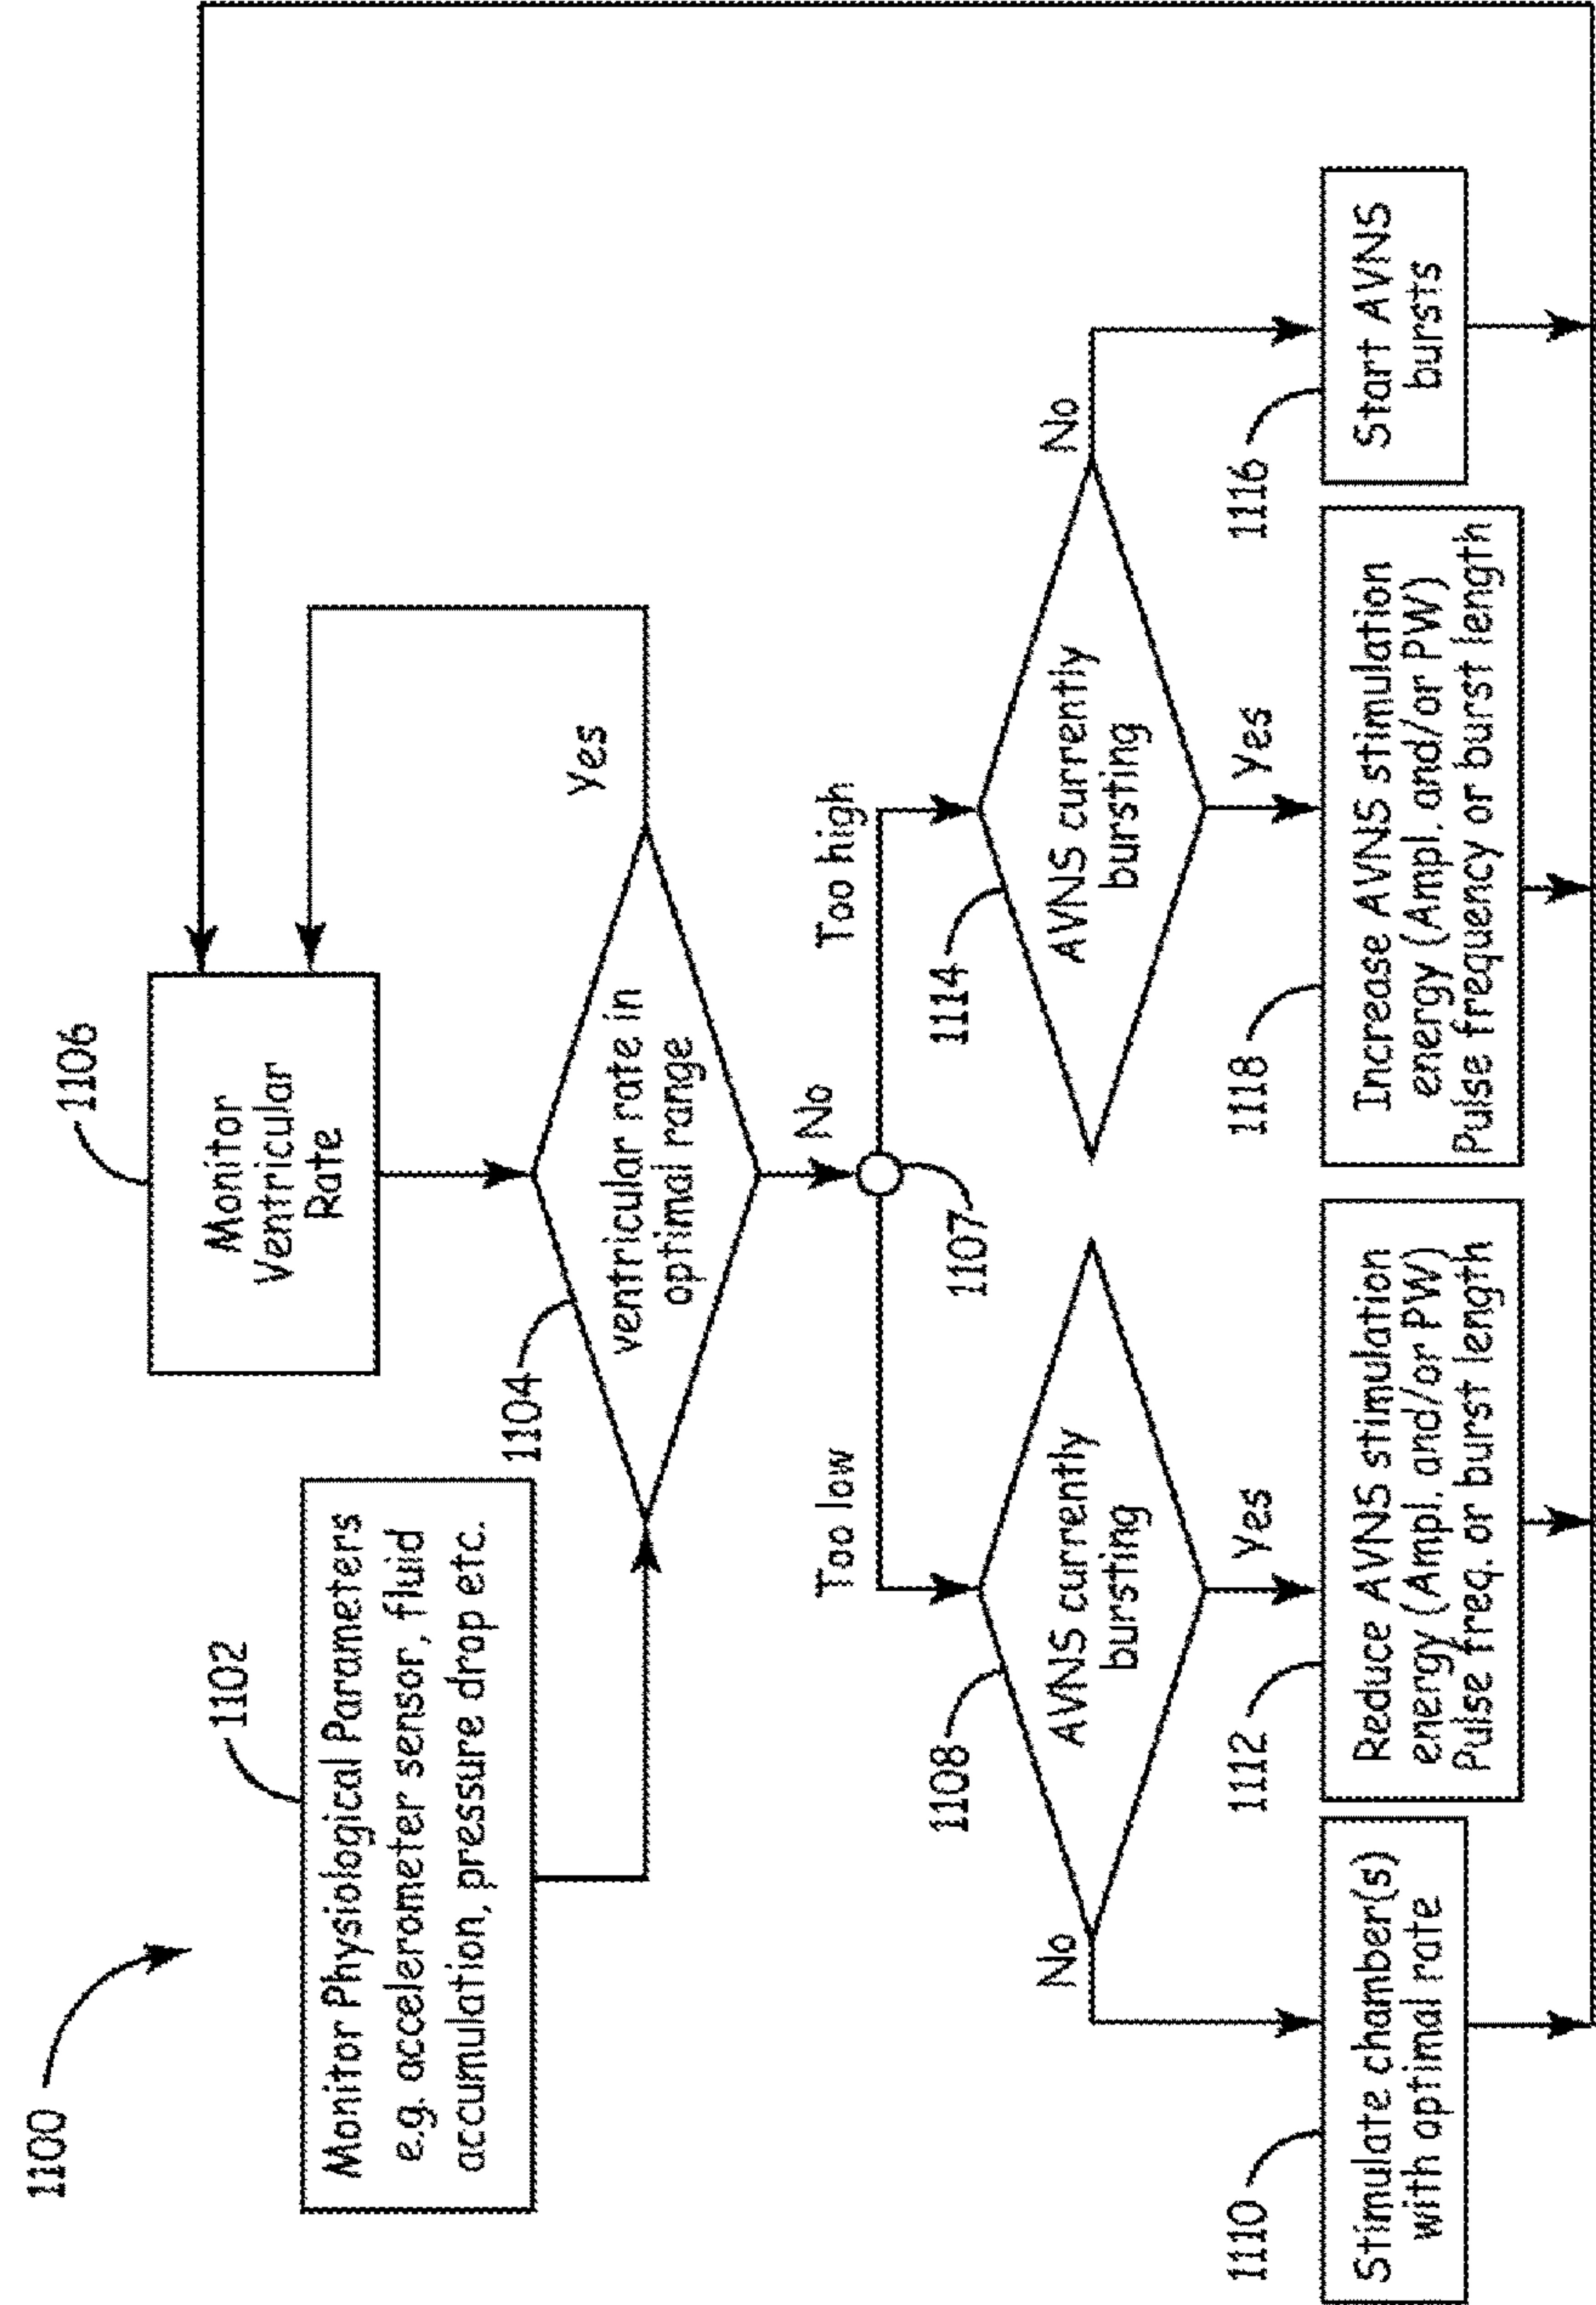 1100
1102
Monitor Physiological Parameters
e.g. accelerometer sensor, fluid
accumulation, pressure drop etc.
1106
Monitor
Ventricular
Rate
1104
ventricular rate in
optimal range
Yes
No
1107
Too low
Too high
1108
AVNS currently
bursting
1114
AVNS currently
bursting
No
Yes
Yes
No
1110
Stimulate chamber(s)
with optimal rate
1112
Reduce AVNS stimulation
energy (Ampl. and/or PW)
Pulse freq. or burst length
1118
Increase AVNS stimulation
energy (Ampl. and/or PW)
Pulse frequency or burst length
1116
Start AVNS
bursts